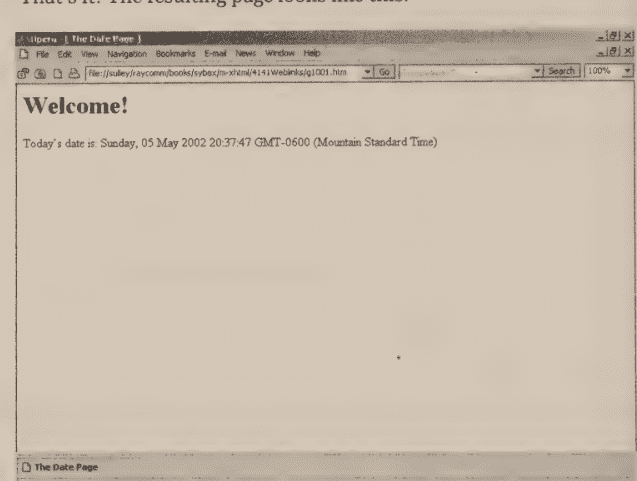 That's it! The resulting page looks like this:
Opera - [ The Date Page ]
File Edit View Navigation Bookmarks E-mail News Window Help
file://sulley/raycomm/books/sybex/m-xhtml/4141Weblinks/g1001.htm Go Search 100%
Welcome!
Today's date is: Sunday, 05 May 2002 20:37:47 GMT-0600 (Mountain Standard Time)
The Date Page